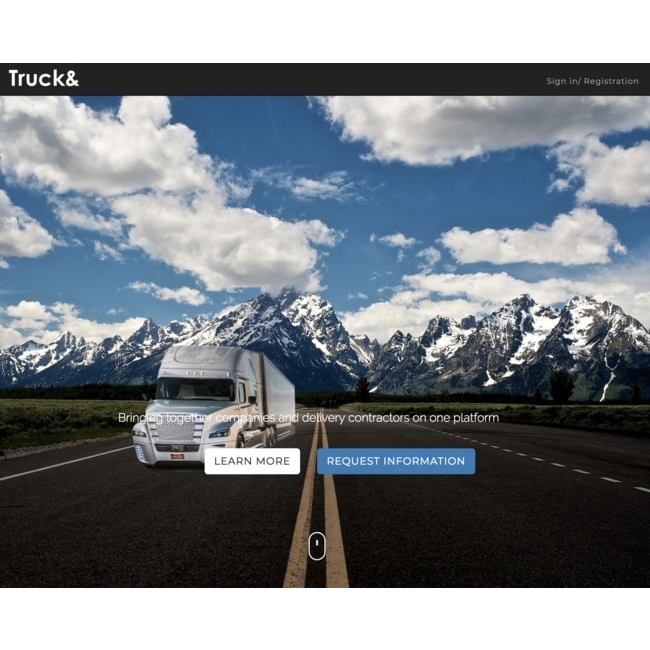 Truck&
Sign in/ Registration
Bringing together companies and delivery contractors on one platform
LEARN MORE
REQUEST INFORMATION